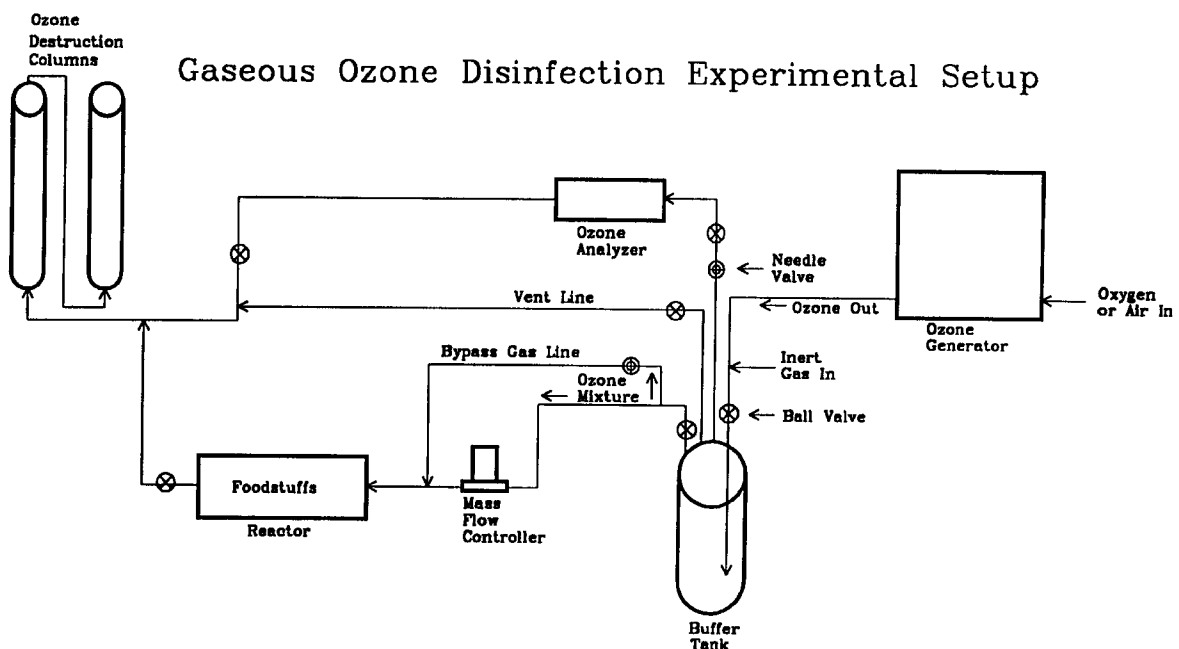 Ozone
Destruction
Columns
Gaseous Ozone Disinfection Experimental Setup
Ozone
Analyzer
Needle
Valve
Vent Line
Ozone Out
Oxygen
or Air In
Ozone
Generator
Bypass Gas Line
Inert
Gas In
Ozone
Mixture
Ball Valve
Foodstuffs
Reactor
Mass
Flow
Controller
Buffer
Tank